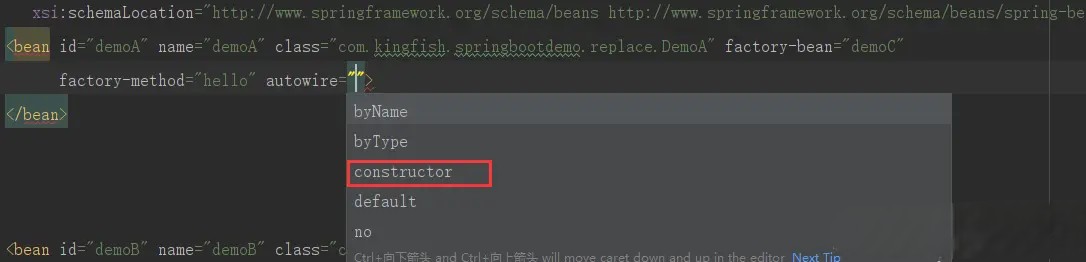 xsi:schemaLocation="http://www.springframework.org/schema/beans http://www.springframework.org/schema/beans/spring-be
<bean id="demoA" name="demoA" class="com.kingfish.springbootdemo.replace.DemoA" factory-bean="demoC"
factory-method="hello" autowire="">
</bean>
byName
byType
constructor
default
no
<bean id="demoB" name="demoB" class="c
Ctrl+向下箭头 and Ctrl+向上箭头 will move caret down and up in the editor Next Tip